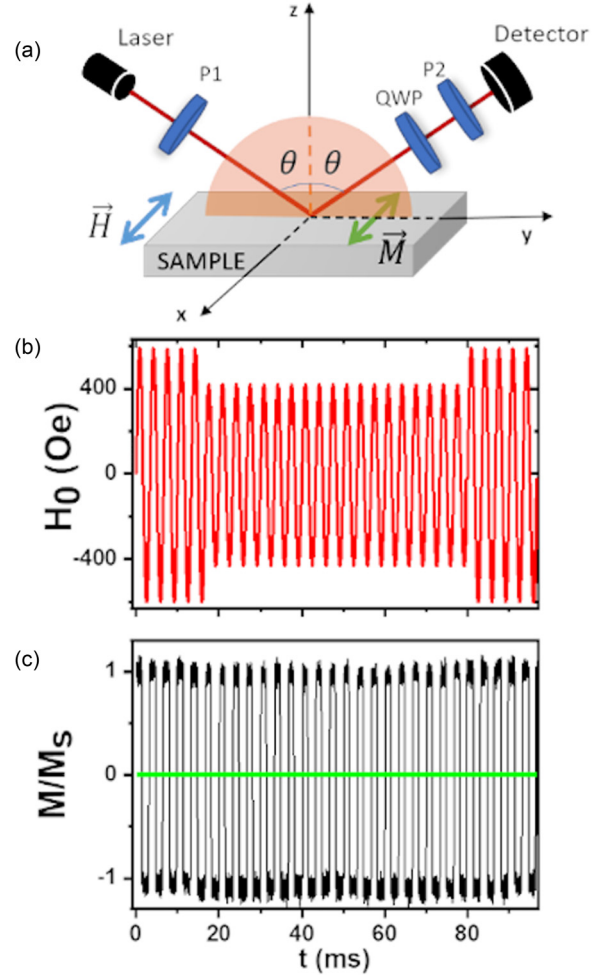 (a)
z
Laser
Detector
P1
P2
QWP
θ θ
H
M
SAMPLE
y
x
(b)
400
0
-400
H₀ (Oe)
(c)
1
0
-1
M/Mₛ
0 20 40 60 80
t (ms)